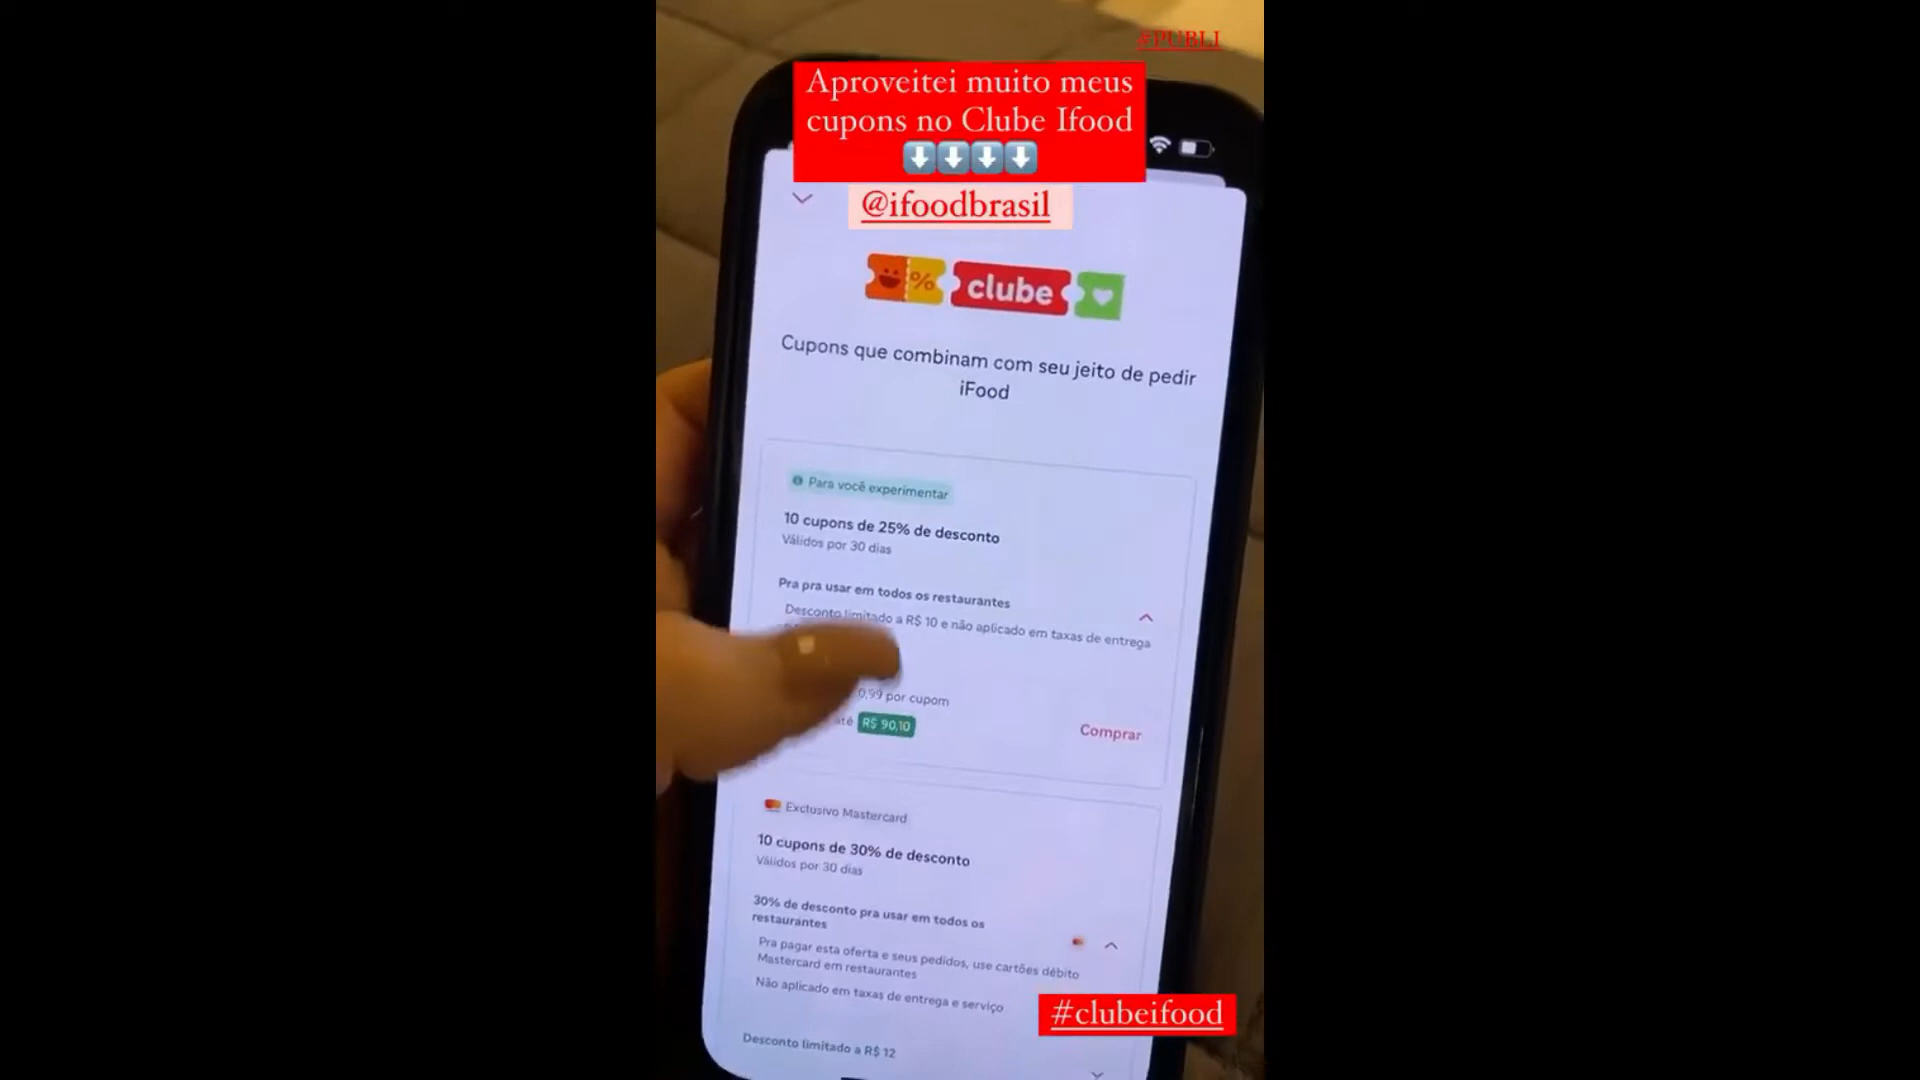 #PUBLI
Aproveitei muito meus
cupons no Clube Ifood
@ifoodbrasil
% clube
Cupons que combinam com seu jeito de pedir
iFood
Para você experimentar
10 cupons de 25% de desconto
Válidos por 30 dias
Pra pra usar em todos os restaurantes
Desconto limitado a R$ 10 e não aplicado em taxas de entrega
0,99 por cupom
até R$ 90,10
Comprar
Exclusivo Mastercard
10 cupons de 30% de desconto
Válidos por 30 dias
30% de desconto pra usar em todos os
restaurantes
Pra pagar esta oferta e seus pedidos, use cartões débito
Mastercard em restaurantes
Não aplicado em taxas de entrega e serviço
#clubeifood
Desconto limitado a R$ 12